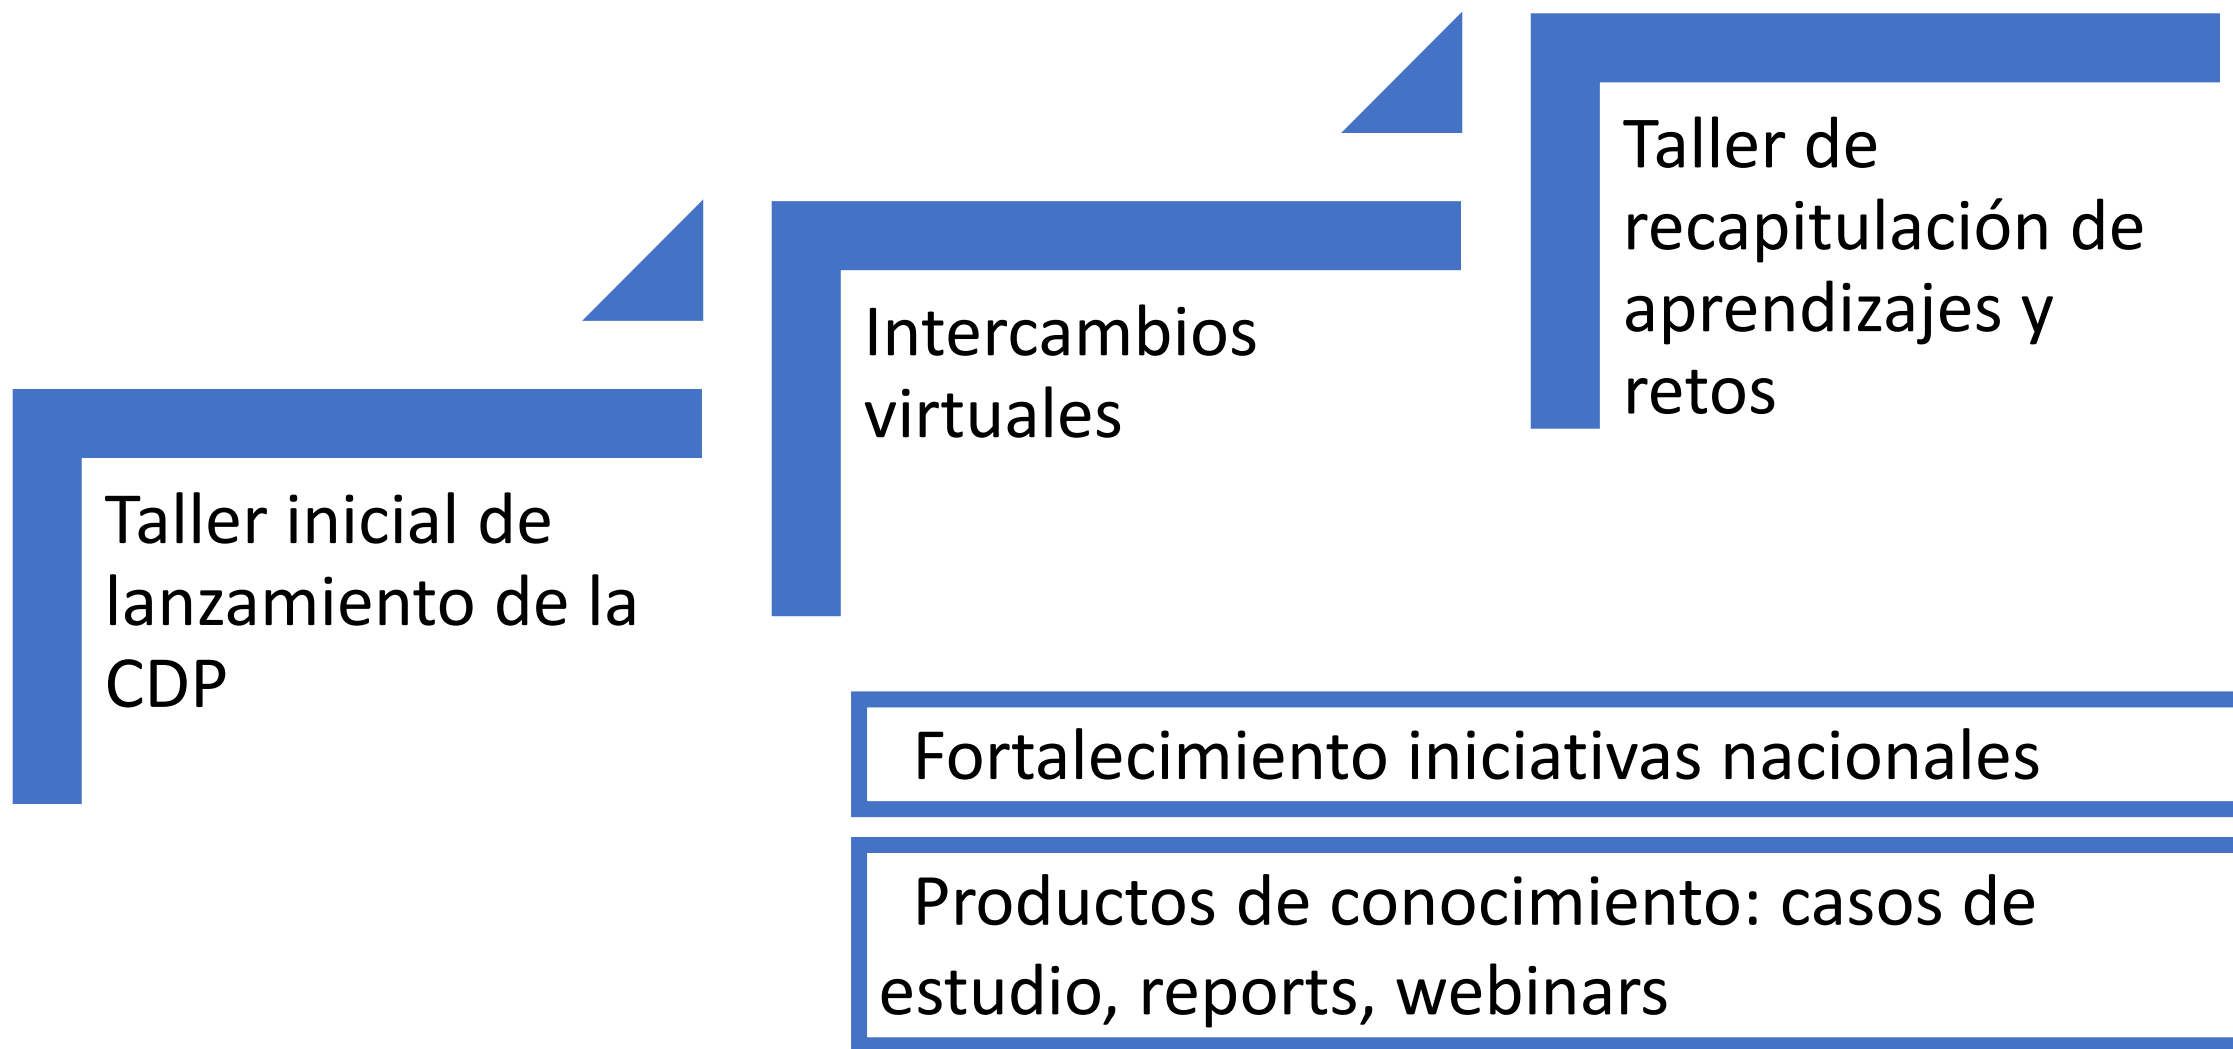 Taller inicial de
lanzamiento de la
CDP
Intercambios
virtuales
Taller de
recapitulación de
aprendizajes y
retos
Fortalecimiento iniciativas nacionales
Productos de conocimiento: casos de
estudio, reports, webinars